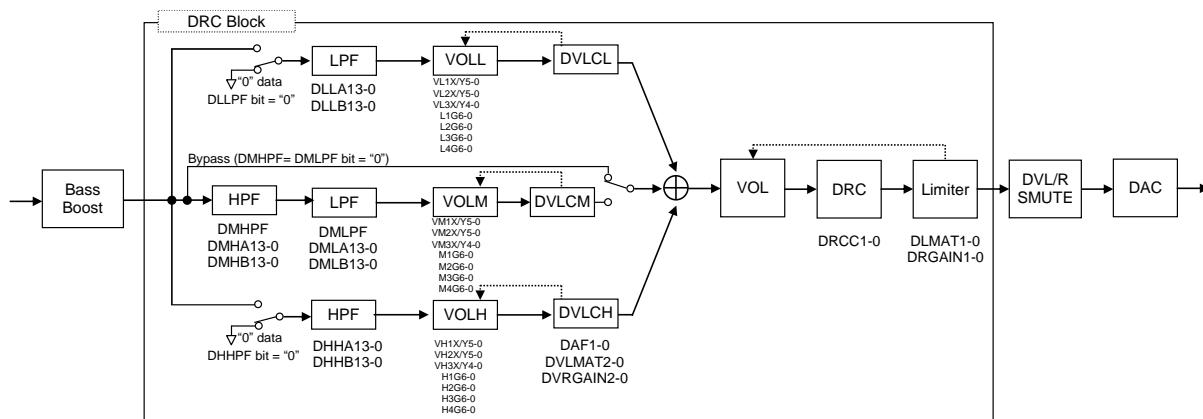 DRC Block
LPF
VOLL
DVLCL
“0” data
DLLPF bit = “0”
DLLA13-0
DLLB13-0
VL1X/Y5-0
VL2X/Y5-0
VL3X/Y4-0
L1G6-0
L2G6-0
L3G6-0
L4G6-0
Bypass (DMHPF= DMLPF bit = “0”)
Bass
Boost
HPF
LPF
VOLM
DVLCM
VOL
DRC
Limiter
DVL/R
SMUTE
DAC
DMHPF
DMHA13-0
DMHB13-0
DMLPF
DMLA13-0
DMLB13-0
VM1X/Y5-0
VM2X/Y5-0
VM3X/Y4-0
M1G6-0
M2G6-0
M3G6-0
M4G6-0
DRCC1-0
DLMAT1-0
DRGAIN1-0
HPF
VOLH
DVLCH
“0” data
DHHPF bit = “0”
DHHA13-0
DHHB13-0
VH1X/Y5-0
VH2X/Y5-0
VH3X/Y4-0
H1G6-0
H2G6-0
H3G6-0
H4G6-0
DAF1-0
DVLMAT2-0
DVRGAIN2-0